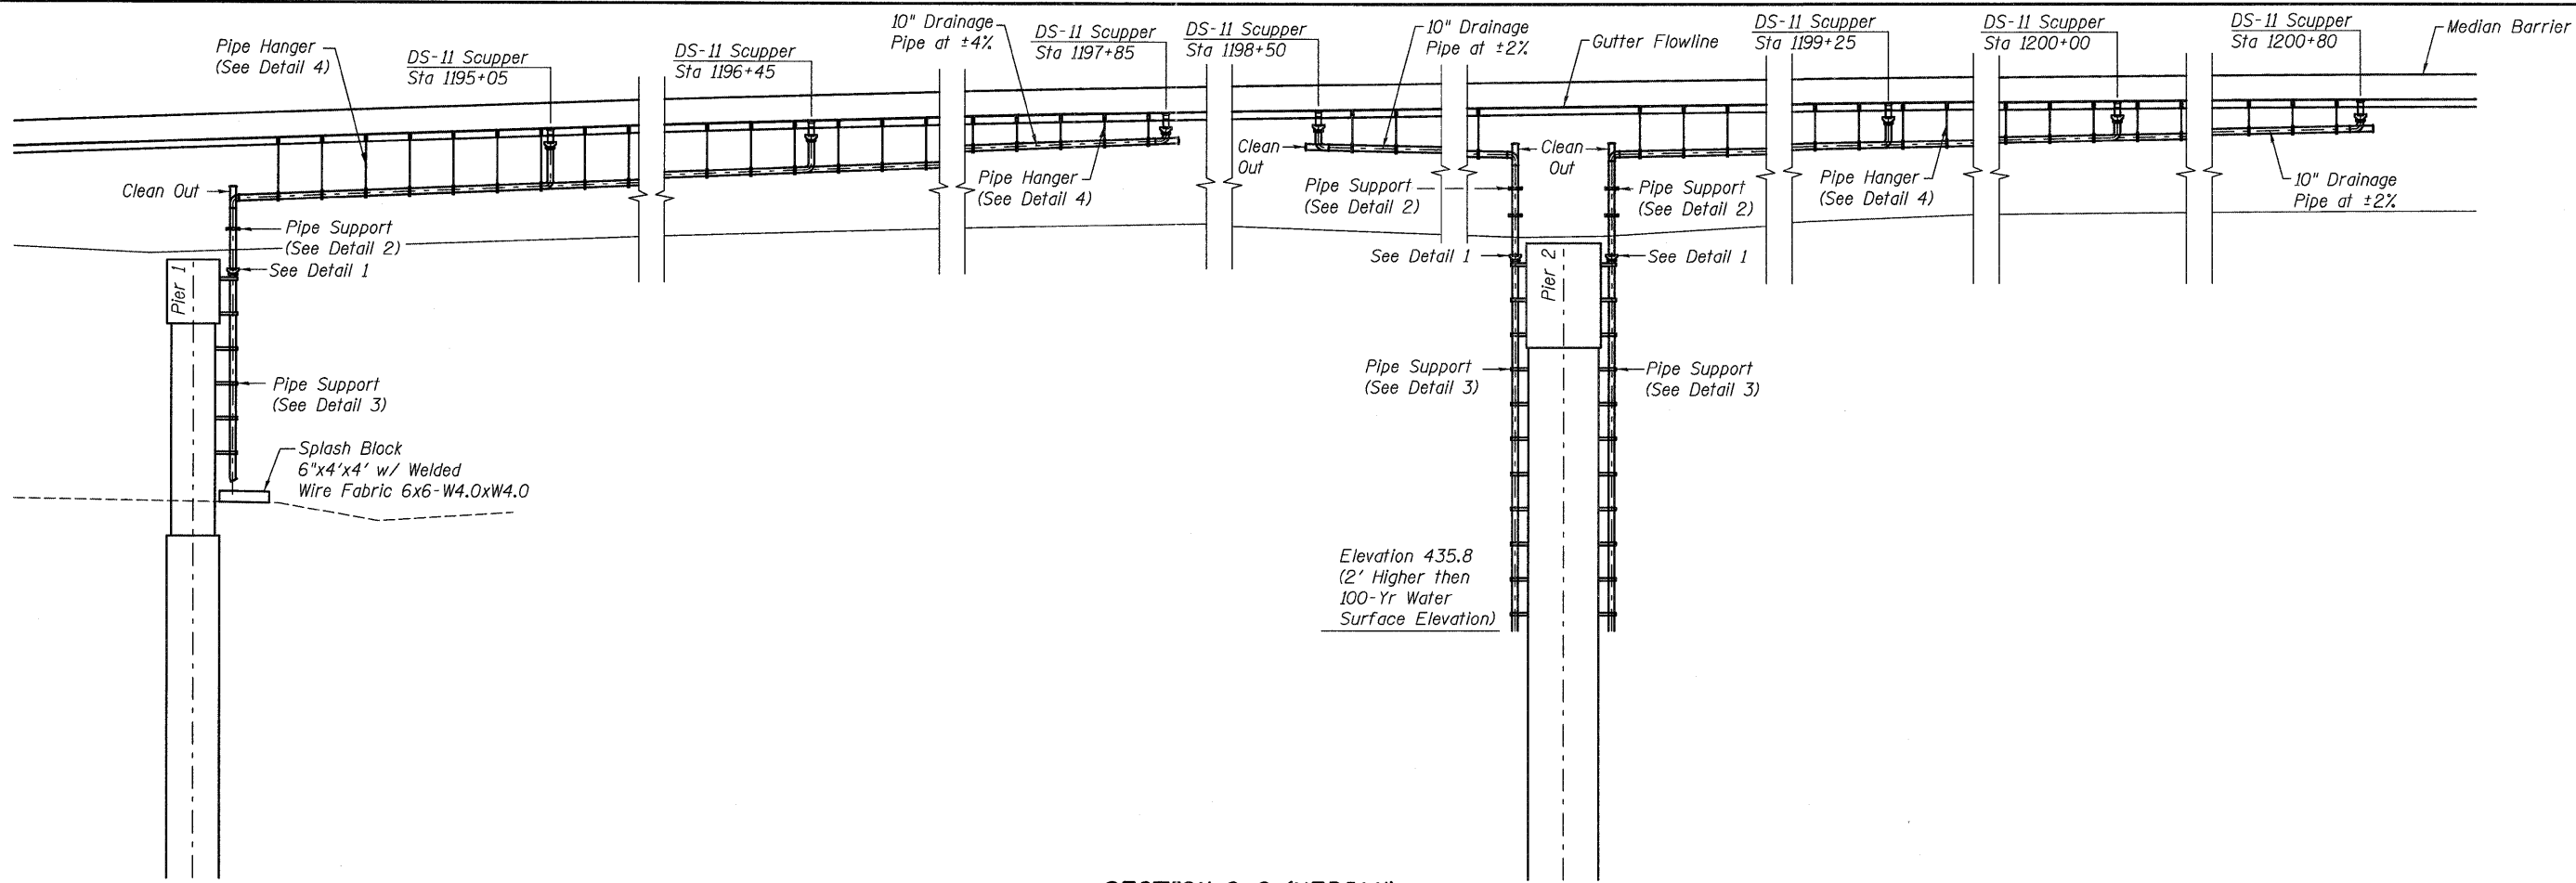 Pipe Hanger
(See Detail 4)
DS-11 Scupper
Sta 1195+05
DS-11 Scupper
Sta 1196+45
10" Drainage
Pipe at ±4%
DS-11 Scupper
Sta 1197+85
DS-11 Scupper
Sta 1198+50
10" Drainage
Pipe at ±2%
Gutter Flowline
DS-11 Scupper
Sta 1199+25
DS-11 Scupper
Sta 1200+00
DS-11 Scupper
Sta 1200+80
Median Barrier
Clean Out
Pipe Support
(See Detail 2)
See Detail 1
Pier 1
Pipe Support
(See Detail 3)
Splash Block
6"x4'x4' w/ Welded
Wire Fabric 6x6-W4.0xW4.0
Pipe Hanger
(See Detail 4)
Clean
Out
Pipe Support
(See Detail 2)
See Detail 1
Clean
Out
Pipe Support
(See Detail 2)
See Detail 1
Pier 2
Pipe Hanger
(See Detail 4)
10" Drainage
Pipe at ±2%
Pipe Support
(See Detail 3)
Pipe Support
(See Detail 3)
Elevation 435.8
(2' Higher then
100-Yr Water
Surface Elevation)